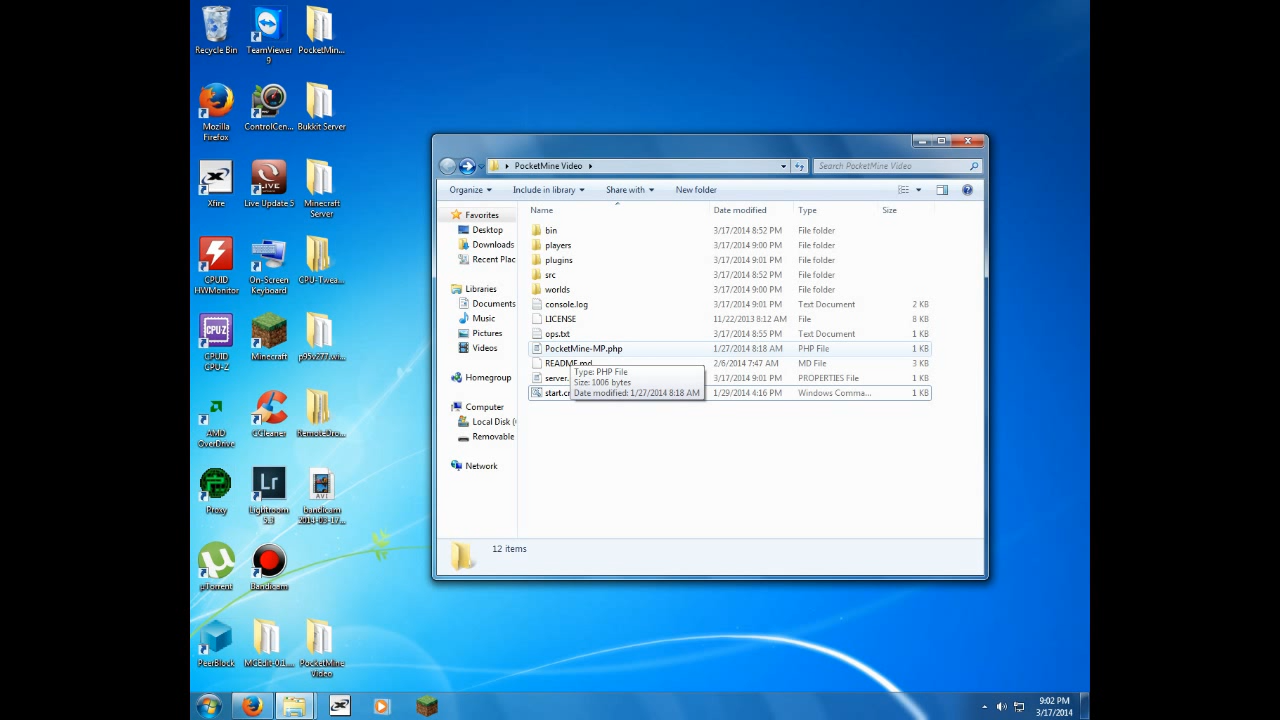 Recycle Bin
TeamViewer 9
PocketMin...
Mozilla Firefox
ControlCen...
Bukkit Server
Xfire
Live Update 5
Minecraft Server
CPUID HWMonitor
On-Screen Keyboard
CPU-Twea...
CPUID CPU-Z
Minecraft
p95v277.wi...
AMD OverDrive
CCleaner
RemoteDro...
Proxy
Lightroom 5.3
bandicam 2014-03-17...
µTorrent
Bandicam
PeerBlock
MCEdit-0.1....
PocketMine Video
PocketMine Video
Search PocketMine Video
Organize
Include in library
Share with
New folder
Name
Date modified
Type
Size
Favorites
Desktop
Downloads
Recent Plac
Libraries
Documents
Music
Pictures
Videos
Homegroup
Computer
Local Disk (
Removable
Network
bin 3/17/2014 8:52 PM File folder
players 3/17/2014 9:00 PM File folder
plugins 3/17/2014 9:01 PM File folder
src 3/17/2014 8:52 PM File folder
worlds 3/17/2014 9:00 PM File folder
console.log 3/17/2014 9:01 PM Text Document 2 KB
LICENSE 11/22/2013 8:12 AM File 8 KB
ops.txt 3/17/2014 8:55 PM Text Document 1 KB
PocketMine-MP.php 1/27/2014 8:18 AM PHP File 1 KB
README.md 2/6/2014 7:47 AM MD File 3 KB
server. 3/17/2014 9:01 PM PROPERTIES File 1 KB
start.c 1/29/2014 4:16 PM Windows Comma... 1 KB
Type: PHP File
Size: 1006 bytes
Date modified: 1/27/2014 8:18 AM
12 items
9:02 PM
3/17/2014